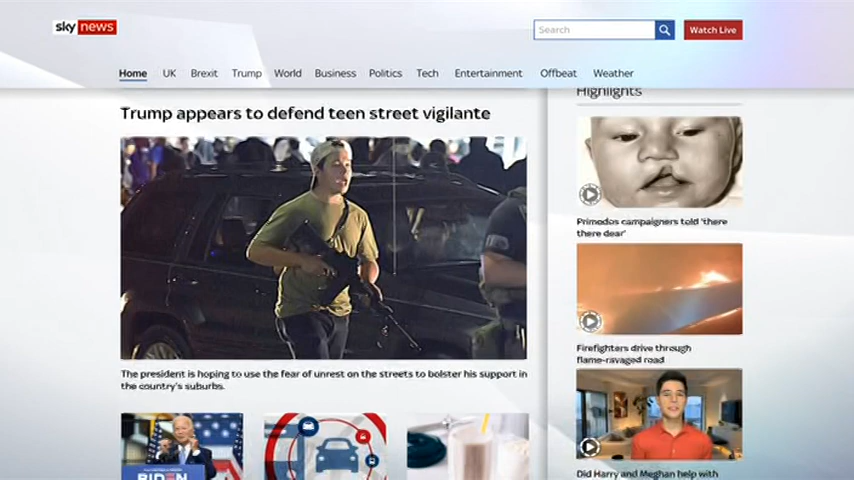 sky news
Search
Watch Live
Home UK Brexit Trump World Business Politics Tech Entertainment Offbeat Weather
Trump appears to defend teen street vigilante
The president is hoping to use the fear of unrest on the streets to bolster his support in
the country's suburbs.
BIDEN
Highlights
Primodos campaigners told 'there
there dear'
Firefighters drive through
flame-ravaged road
Did Harry and Meghan help with